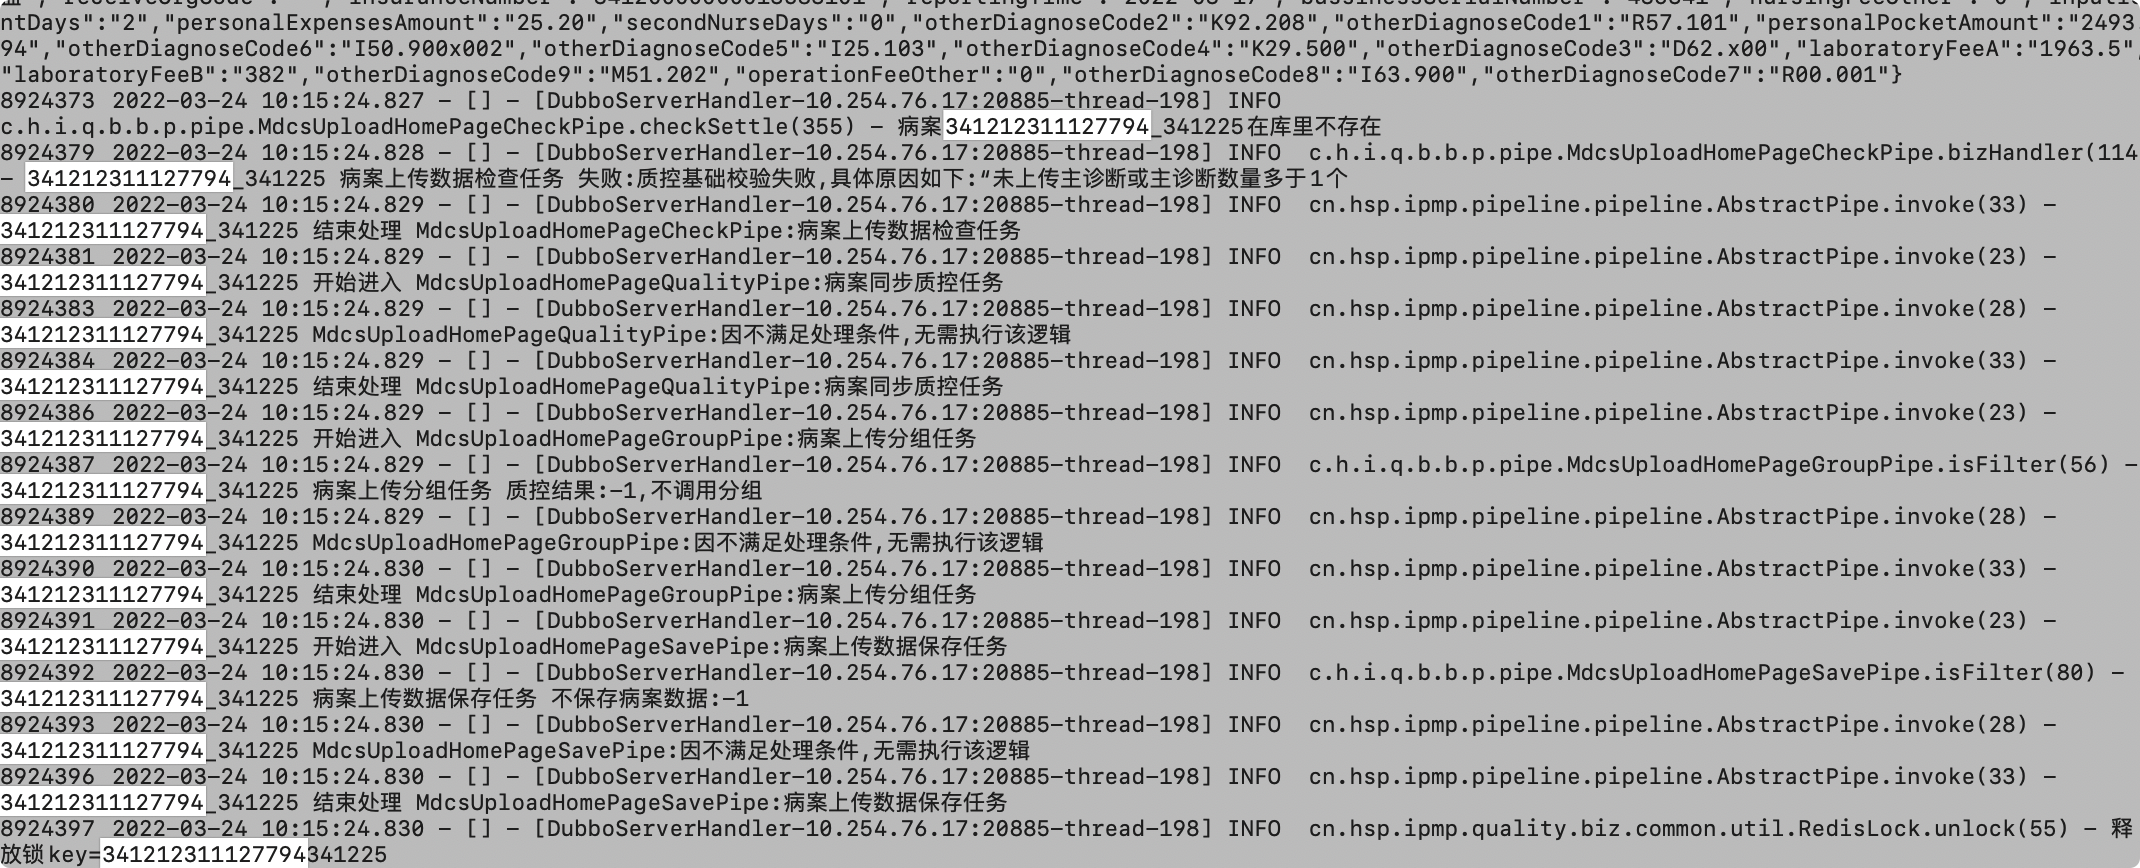 ntDays":"2","personalExpensesAmount":"25.20","secondNurseDays":"0","otherDiagnoseCode2":"K92.208","otherDiagnoseCode1":"R57.101","personalPocketAmount":"2493
94","otherDiagnoseCode6":"I50.900x002","otherDiagnoseCode5":"I25.103","otherDiagnoseCode4":"K29.500","otherDiagnoseCode3":"D62.x00","laboratoryFeeA":"1963.5",
"laboratoryFeeB":"382","otherDiagnoseCode9":"M51.202","operationFeeOther":"0","otherDiagnoseCode8":"I63.900","otherDiagnoseCode7":"R00.001"}
8924373 2022-03-24 10:15:24.827 - [] - [DubboServerHandler-10.254.76.17:20885-thread-198] INFO
c.h.i.q.b.b.p.pipe.MdcsUploadHomePageCheckPipe.checkSettle(355) - 病案341212311127794_341225在库里不存在
8924379 2022-03-24 10:15:24.828 - [] - [DubboServerHandler-10.254.76.17:20885-thread-198] INFO c.h.i.q.b.b.p.pipe.MdcsUploadHomePageCheckPipe.bizHandler(114
- 341212311127794_341225 病案上传数据检查任务 失败:质控基础校验失败,具体原因如下:“未上传主诊断或主诊断数量多于1个
8924380 2022-03-24 10:15:24.829 - [] - [DubboServerHandler-10.254.76.17:20885-thread-198] INFO cn.hsp.ipmp.pipeline.pipeline.AbstractPipe.invoke(33) -
341212311127794_341225 结束处理 MdcsUploadHomePageCheckPipe:病案上传数据检查任务
8924381 2022-03-24 10:15:24.829 - [] - [DubboServerHandler-10.254.76.17:20885-thread-198] INFO cn.hsp.ipmp.pipeline.pipeline.AbstractPipe.invoke(23) -
341212311127794_341225 开始进入 MdcsUploadHomePageQualityPipe:病案同步质控任务
8924383 2022-03-24 10:15:24.829 - [] - [DubboServerHandler-10.254.76.17:20885-thread-198] INFO cn.hsp.ipmp.pipeline.pipeline.AbstractPipe.invoke(28) -
341212311127794_341225 MdcsUploadHomePageQualityPipe:因不满足处理条件,无需执行该逻辑
8924384 2022-03-24 10:15:24.829 - [] - [DubboServerHandler-10.254.76.17:20885-thread-198] INFO cn.hsp.ipmp.pipeline.pipeline.AbstractPipe.invoke(33) -
341212311127794_341225 结束处理 MdcsUploadHomePageQualityPipe:病案同步质控任务
8924386 2022-03-24 10:15:24.829 - [] - [DubboServerHandler-10.254.76.17:20885-thread-198] INFO cn.hsp.ipmp.pipeline.pipeline.AbstractPipe.invoke(23) -
341212311127794_341225 开始进入 MdcsUploadHomePageGroupPipe:病案上传分组任务
8924387 2022-03-24 10:15:24.829 - [] - [DubboServerHandler-10.254.76.17:20885-thread-198] INFO c.h.i.q.b.b.p.pipe.MdcsUploadHomePageGroupPipe.isFilter(56) -
341212311127794_341225 病案上传分组任务 质控结果:-1,不调用分组
8924389 2022-03-24 10:15:24.829 - [] - [DubboServerHandler-10.254.76.17:20885-thread-198] INFO cn.hsp.ipmp.pipeline.pipeline.AbstractPipe.invoke(28) -
341212311127794_341225 MdcsUploadHomePageGroupPipe:因不满足处理条件,无需执行该逻辑
8924390 2022-03-24 10:15:24.830 - [] - [DubboServerHandler-10.254.76.17:20885-thread-198] INFO cn.hsp.ipmp.pipeline.pipeline.AbstractPipe.invoke(33) -
341212311127794_341225 结束处理 MdcsUploadHomePageGroupPipe:病案上传分组任务
8924391 2022-03-24 10:15:24.830 - [] - [DubboServerHandler-10.254.76.17:20885-thread-198] INFO cn.hsp.ipmp.pipeline.pipeline.AbstractPipe.invoke(23) -
341212311127794_341225 开始进入 MdcsUploadHomePageSavePipe:病案上传数据保存任务
8924392 2022-03-24 10:15:24.830 - [] - [DubboServerHandler-10.254.76.17:20885-thread-198] INFO c.h.i.q.b.b.p.pipe.MdcsUploadHomePageSavePipe.isFilter(80) -
341212311127794_341225 病案上传数据保存任务 不保存病案数据:-1
8924393 2022-03-24 10:15:24.830 - [] - [DubboServerHandler-10.254.76.17:20885-thread-198] INFO cn.hsp.ipmp.pipeline.pipeline.AbstractPipe.invoke(28) -
341212311127794_341225 MdcsUploadHomePageSavePipe:因不满足处理条件,无需执行该逻辑
8924396 2022-03-24 10:15:24.830 - [] - [DubboServerHandler-10.254.76.17:20885-thread-198] INFO cn.hsp.ipmp.pipeline.pipeline.AbstractPipe.invoke(33) -
341212311127794_341225 结束处理 MdcsUploadHomePageSavePipe:病案上传数据保存任务
8924397 2022-03-24 10:15:24.830 - [] - [DubboServerHandler-10.254.76.17:20885-thread-198] INFO cn.hsp.ipmp.quality.biz.common.util.RedisLock.unlock(55) - 释
放锁key=341212311127794341225